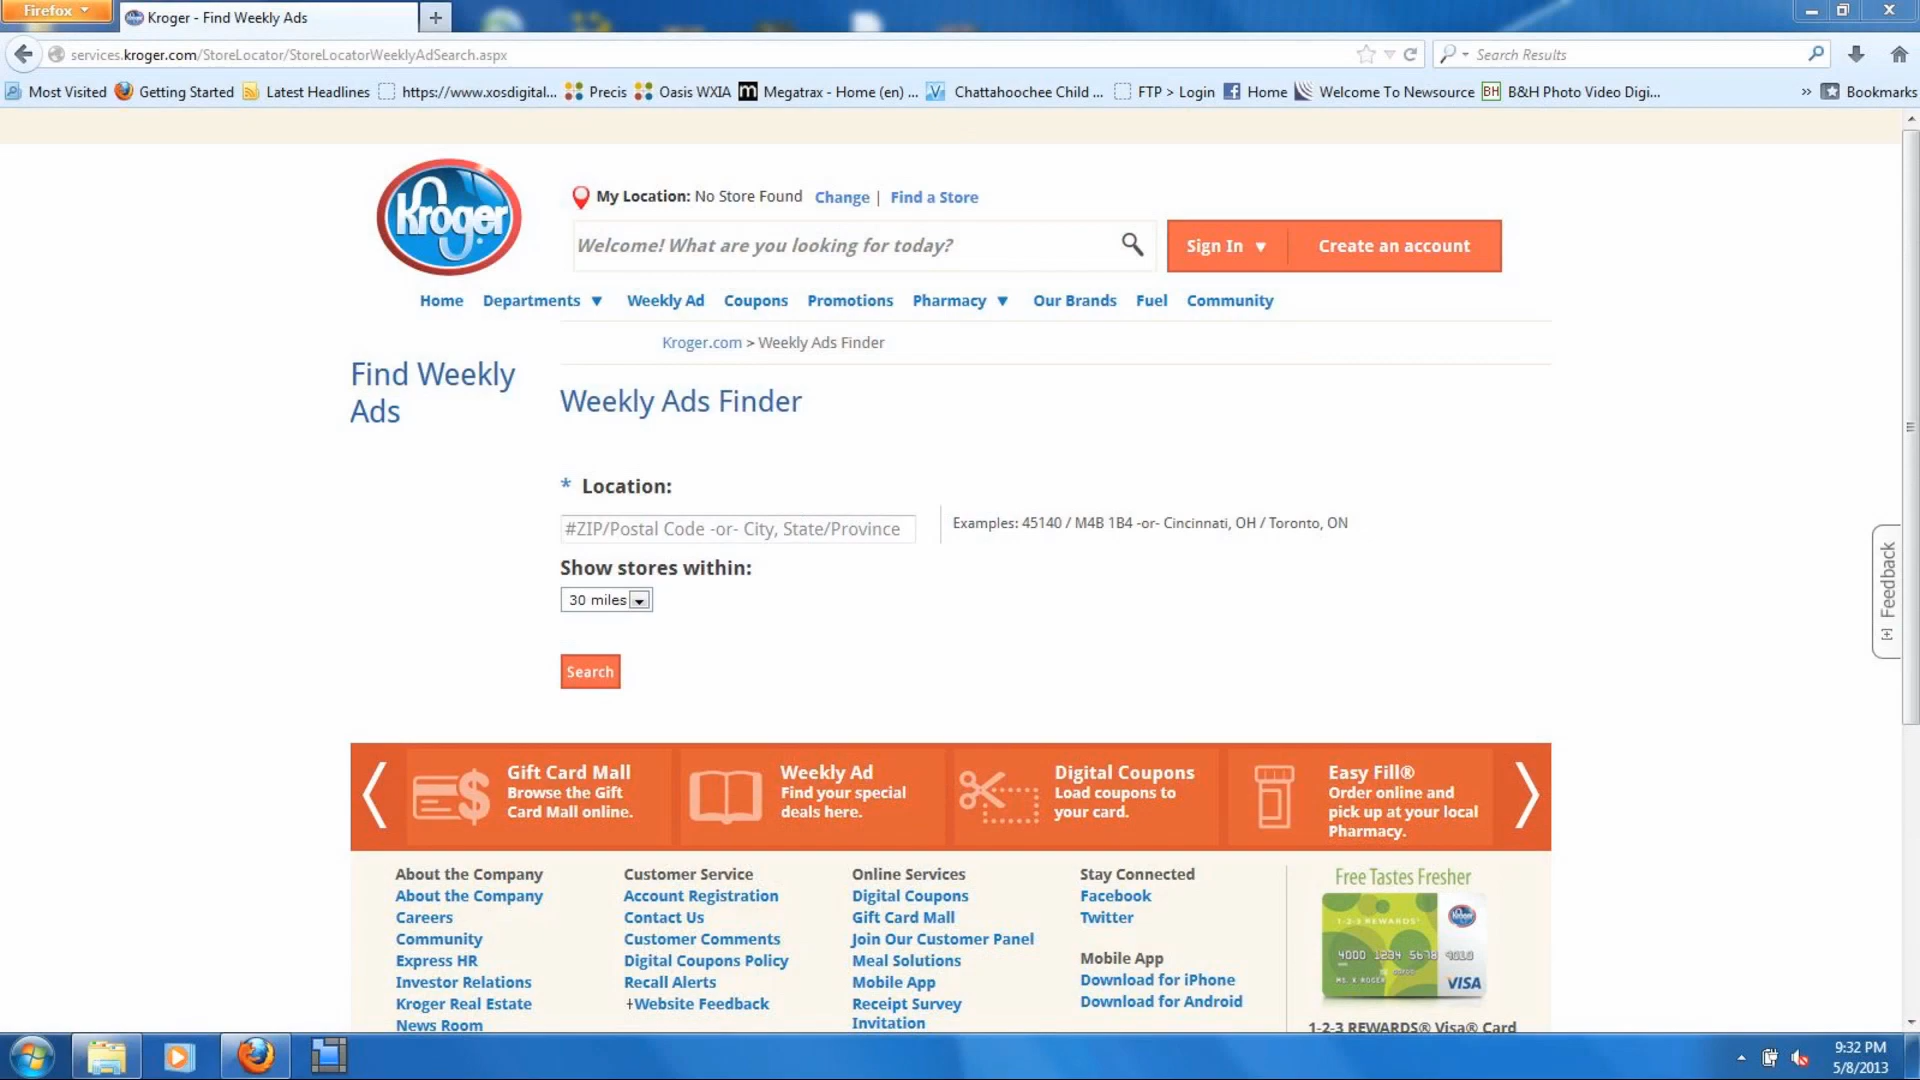 Firefox
Kroger - Find Weekly Ads
services.kroger.com/StoreLocator/StoreLocatorWeeklyAdSearch.aspx
Search Results
Most Visited Getting Started Latest Headlines https://www.xosdigital... Precis Oasis WXIA m Megatrax - Home (en) ... Chattahoochee Child ... FTP > Login Home Welcome To Newsource BH B&H Photo Video Digi... » Bookmarks
Kroger
My Location: No Store Found Change | Find a Store
Welcome! What are you looking for today?
Sign In Create an account
Home Departments Weekly Ad Coupons Promotions Pharmacy Our Brands Fuel Community
Kroger.com > Weekly Ads Finder
Find Weekly
Ads
Weekly Ads Finder
* Location:
#ZIP/Postal Code -or- City, State/Province
Examples: 45140 / M4B 1B4 -or- Cincinnati, OH / Toronto, ON
Show stores within:
30 miles
Search
[+] Feedback
Gift Card Mall
Browse the Gift
Card Mall online.
Weekly Ad
Find your special
deals here.
Digital Coupons
Load coupons to
your card.
Easy Fill®
Order online and
pick up at your local
Pharmacy.
About the Company
About the Company
Careers
Community
Express HR
Investor Relations
Kroger Real Estate
News Room
Customer Service
Account Registration
Contact Us
Customer Comments
Digital Coupons Policy
Recall Alerts
+Website Feedback
Online Services
Digital Coupons
Gift Card Mall
Join Our Customer Panel
Meal Solutions
Mobile App
Receipt Survey
Invitation
Stay Connected
Facebook
Twitter
Mobile App
Download for iPhone
Download for Android
Free Tastes Fresher
1-2-3 REWARDS
4000 1234 5678 9010
MS. K KROGER
VISA
1-2-3 REWARDS® Visa® Card
9:32 PM
5/8/2013